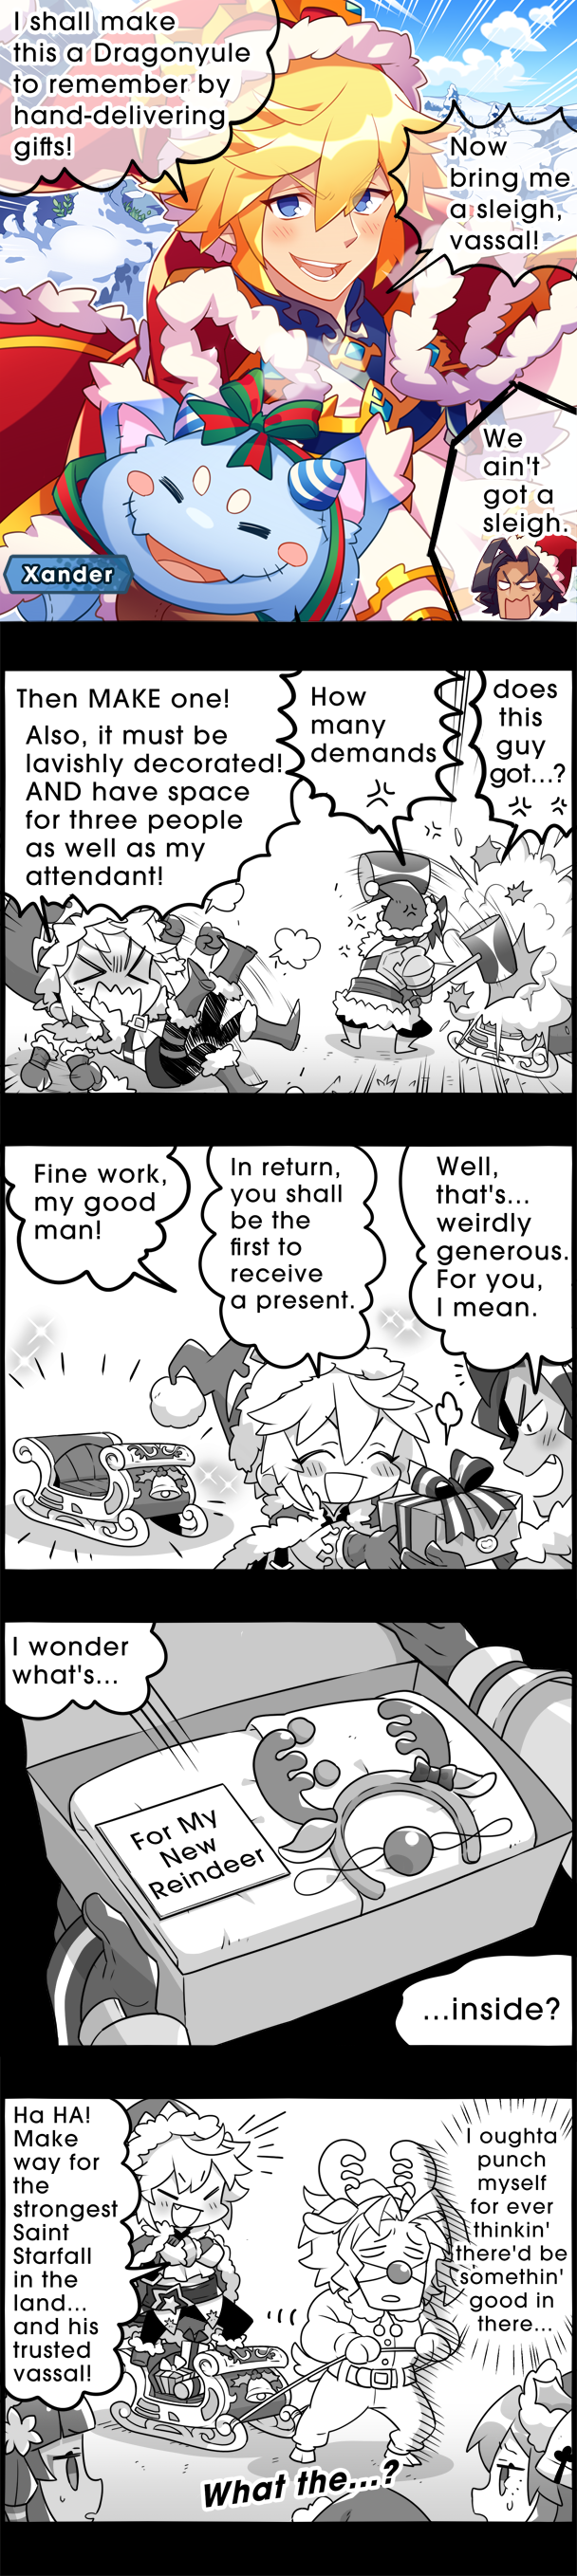 I shall make
this a Dragonyule
to remember by
hand-delivering
gifts!
Now
bring me
a sleigh,
vassal!
We
ain't
got a
sleigh.
Xander
Then MAKE one!
Also, it must be
lavishly decorated!
AND have space
for three people
as well as my
attendant!
How
many
demands
does
this
guy
got...?
Fine work,
my good
man!
In return,
you shall
be the
first to
receive
a present.
Well,
that's...
weirdly
generous.
For you,
I mean.
I wonder
what's...
For My
New
Reindeer
...inside?
Ha HA!
Make
way for
the
strongest
Saint
Starfall
in the
land...
and his
trusted
vassal!
I oughta
punch
myself
for ever
thinkin'
there'd be
somethin'
good in
there...
What the...?